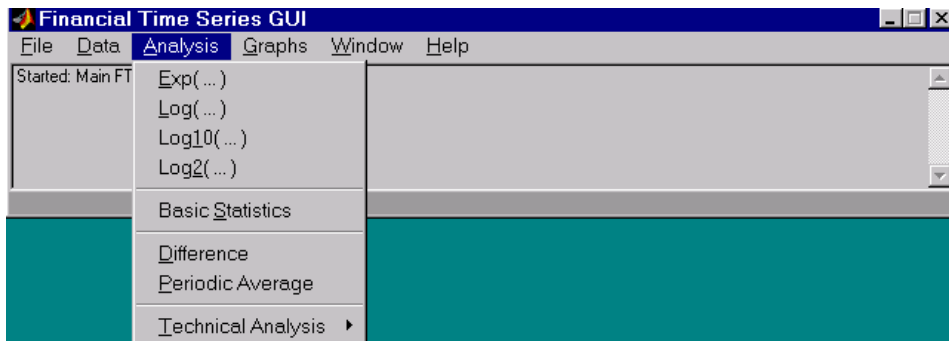 Financial Time Series GUI
File Data Analysis Graphs Window Help
Started: Main FT
Exp(...)
Log(...)
Log10(...)
Log2(...)
Basic Statistics
Difference
Periodic Average
Technical Analysis